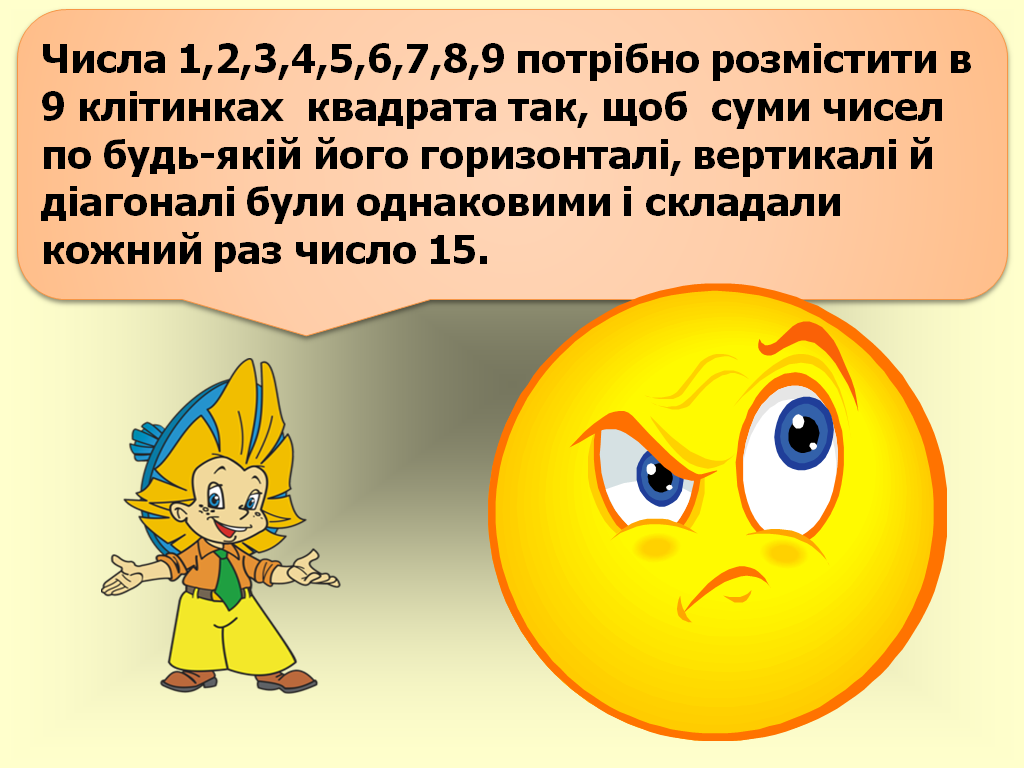 Числа 1,2,3,4,5,6,7,8,9 потрібно розмістити в
9 клітинках квадрата так, щоб суми чисел
по будь-якій його горизонталі, вертикалі й
діагоналі були однаковими і складали
кожний раз число 15.